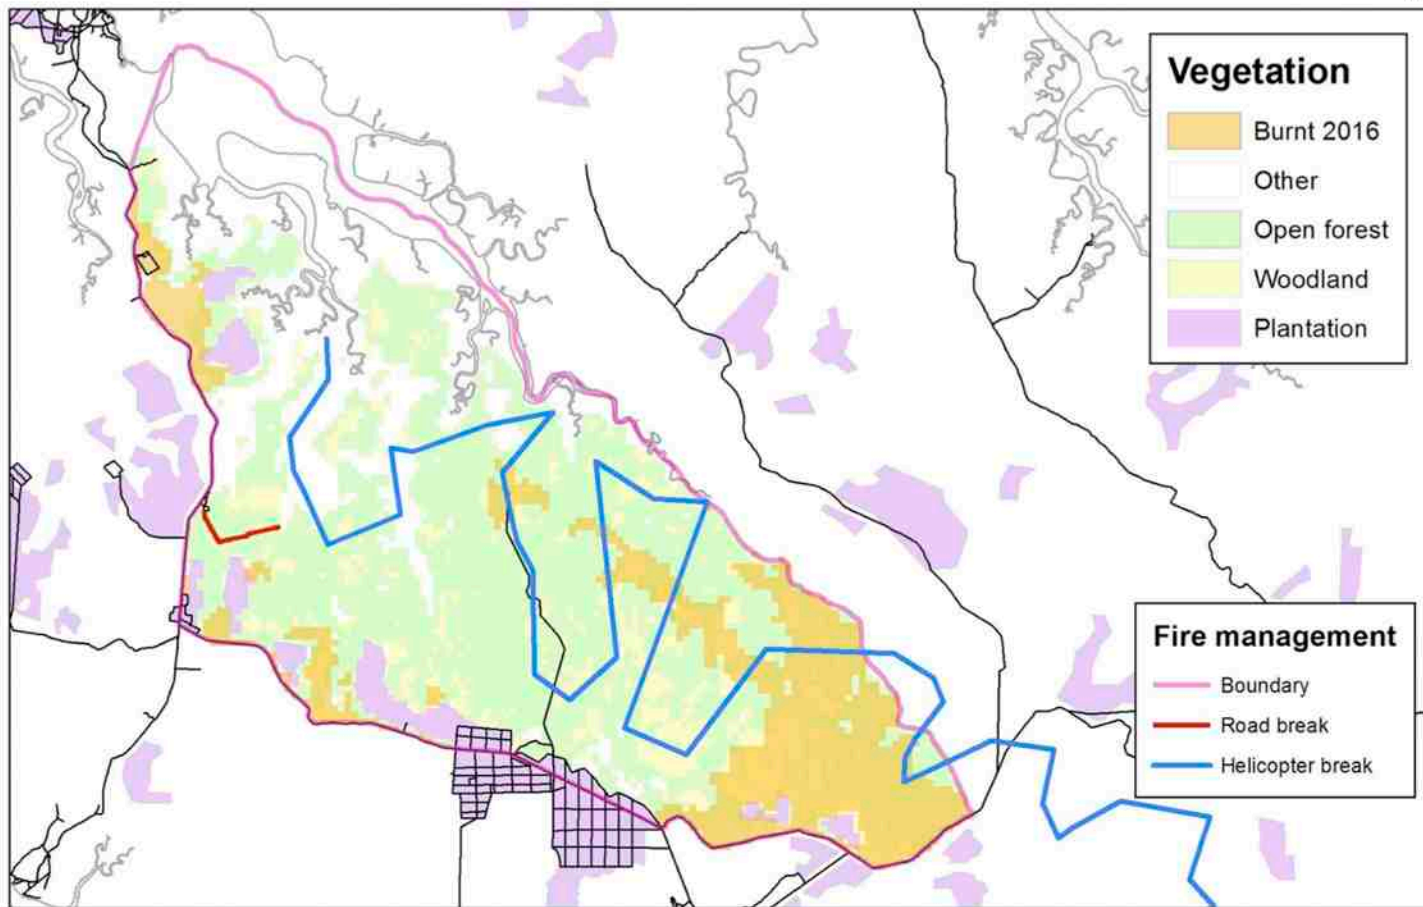 Vegetation
Burnt 2016
Other
Open forest
Woodland
Plantation
Fire management
Boundary
Road break
Helicopter break